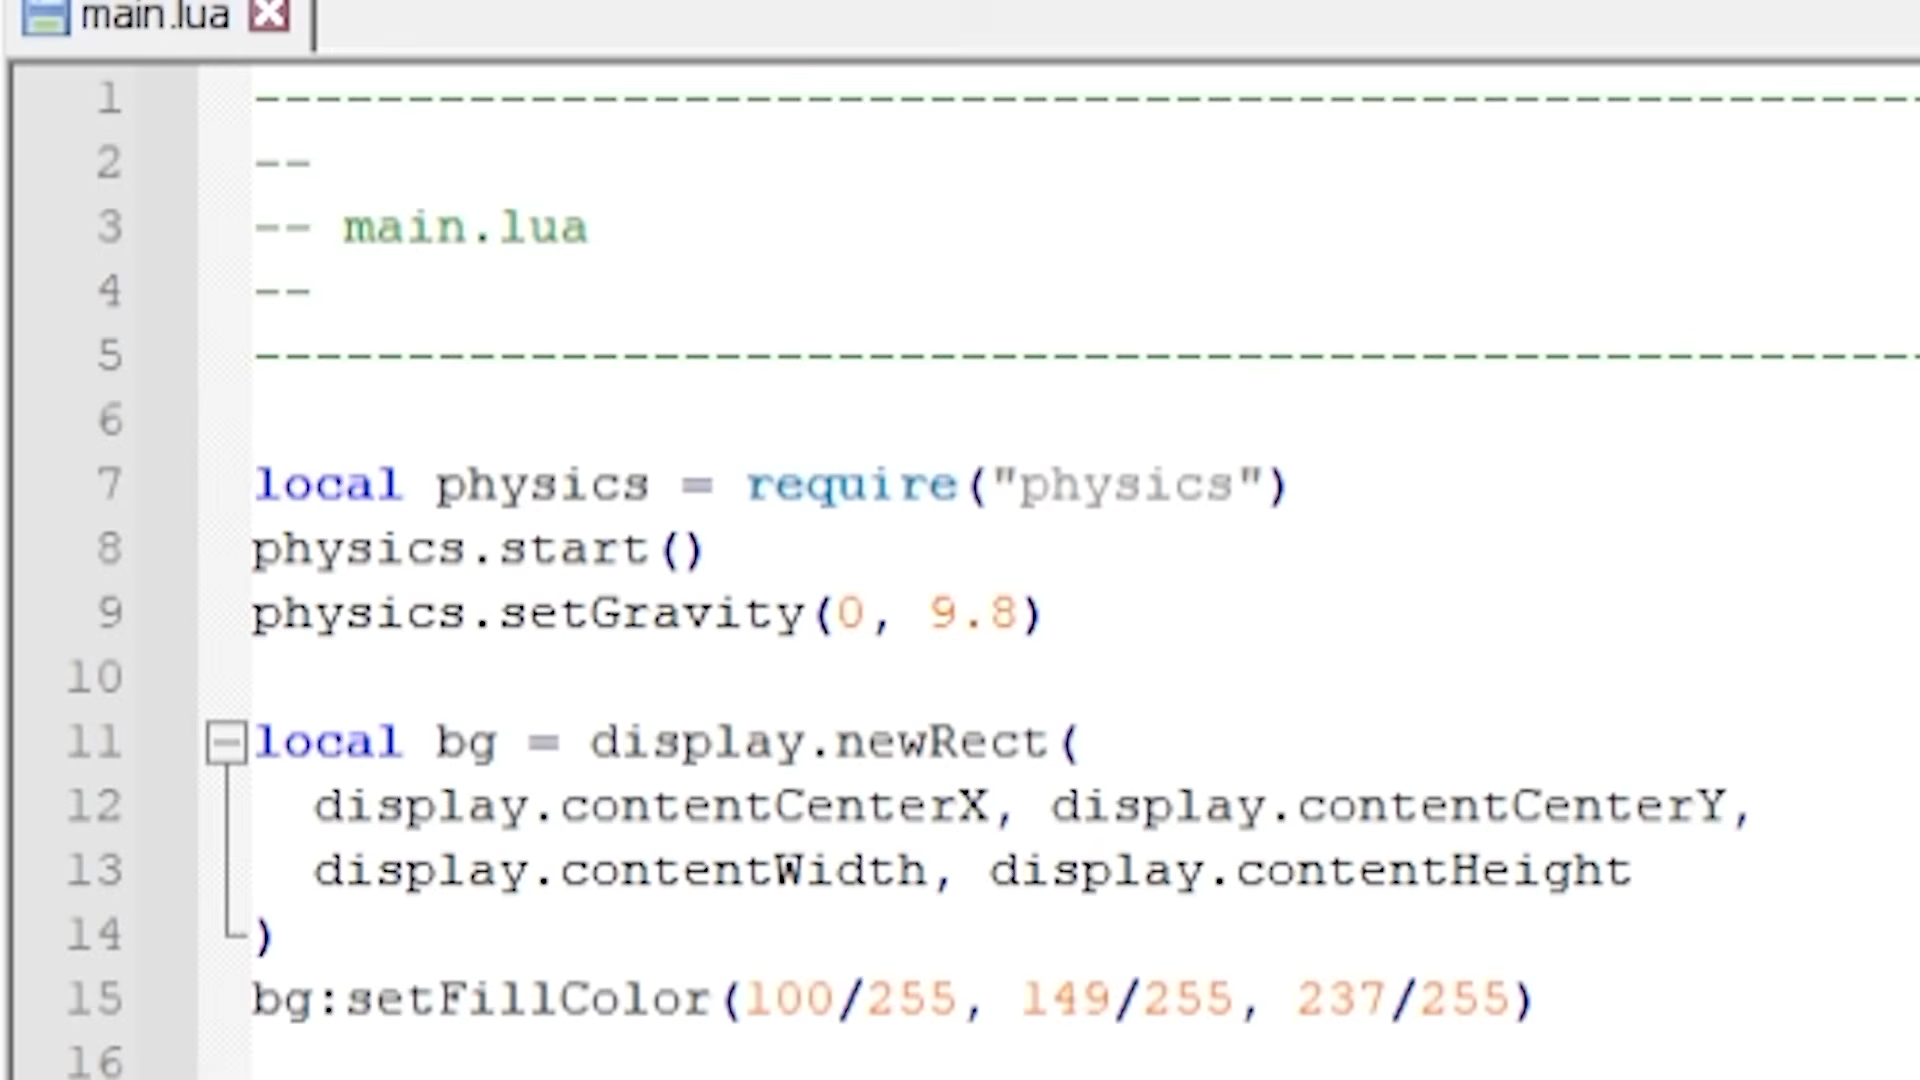 main.lua
1 -------------------------------------------------------
2 --
3 -- main.lua
4 --
5 -------------------------------------------------------
6
7 local physics = require("physics")
8 physics.start()
9 physics.setGravity(0, 9.8)
10
11 local bg = display.newRect(
12 display.contentCenterX, display.contentCenterY,
13 display.contentWidth, display.contentHeight
14 )
15 bg:setFillColor(100/255, 149/255, 237/255)
16